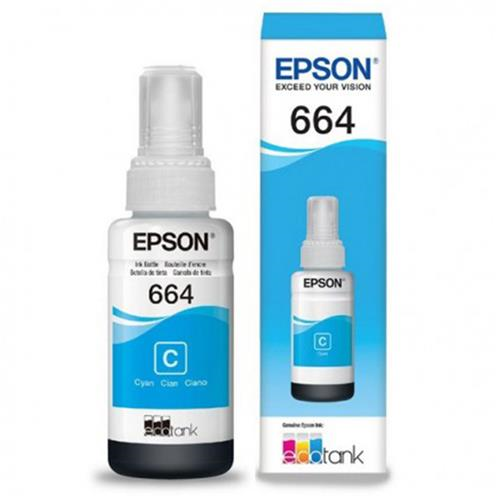 EPSON®
Ink Bottle Bouteille d'encre
Botella de tinta Garrafa de tinta
664
C
Cyan Cian Ciano
ecotank
EPSON®
EXCEED YOUR VISION
664
EPSON
C
Cyan
Genuine Epson Ink:
ecotank